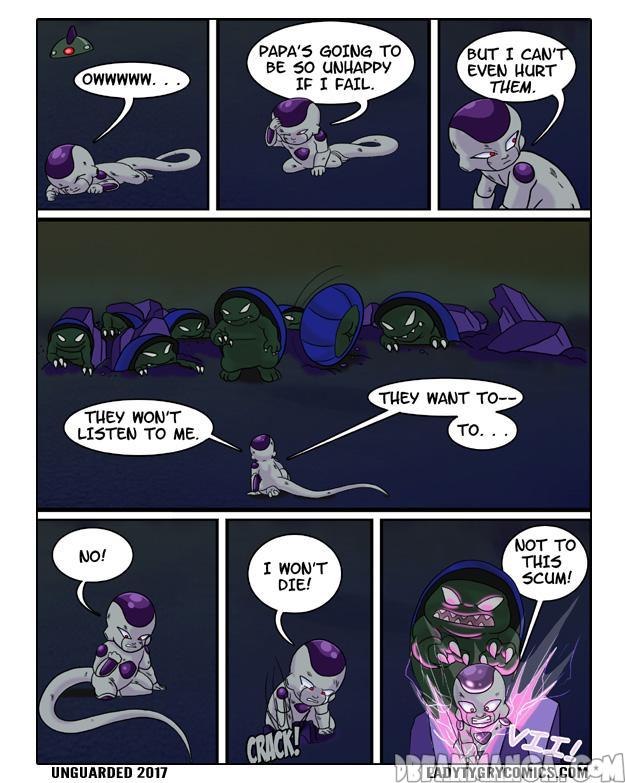 OWWWWW. . .
PAPA'S GOING TO
BE SO UNHAPPY
IF I FAIL.
BUT I CAN'T
EVEN HURT
THEM.
THEY WON'T
LISTEN TO ME.
THEY WANT TO--
TO. . .
NO!
I WON'T
DIE!
CRACK!
NOT TO
THIS
SCUM!
VII!
UNGUARDED 2017
LADYTYGRYCOMICS.COM